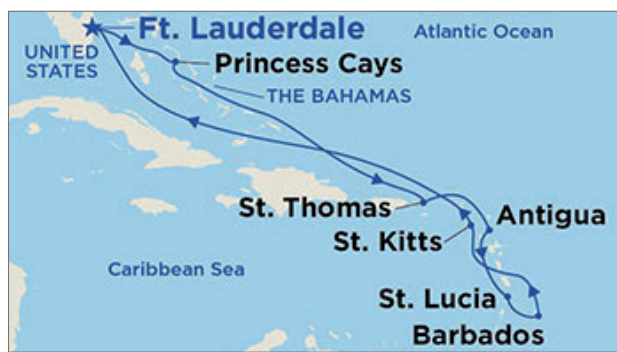 Ft. Lauderdale
Atlantic Ocean
UNITED
STATES
Princess Cays
THE BAHAMAS
St. Thomas
Antigua
St. Kitts
Caribbean Sea
St. Lucia
Barbados